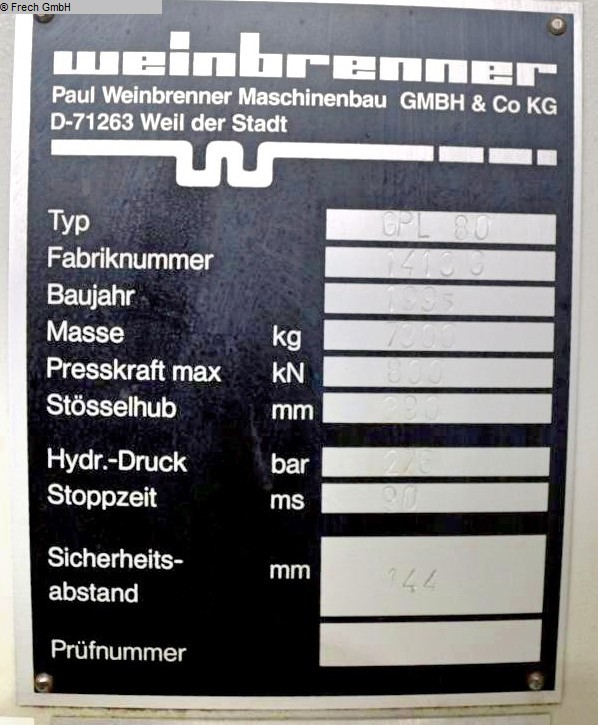 © Frech GmbH
weinbrenner
Paul Weinbrenner Maschinenbau GMBH & Co KG
D-71263 Weil der Stadt
Typ GPL 80
Fabriknummer
Baujahr
Masse kg 7000
Presskraft max kN 800
Stösselhub mm
Hydr.-Druck bar
Stoppzeit ms 90
Sicherheits-
abstand mm 144
Prüfnummer